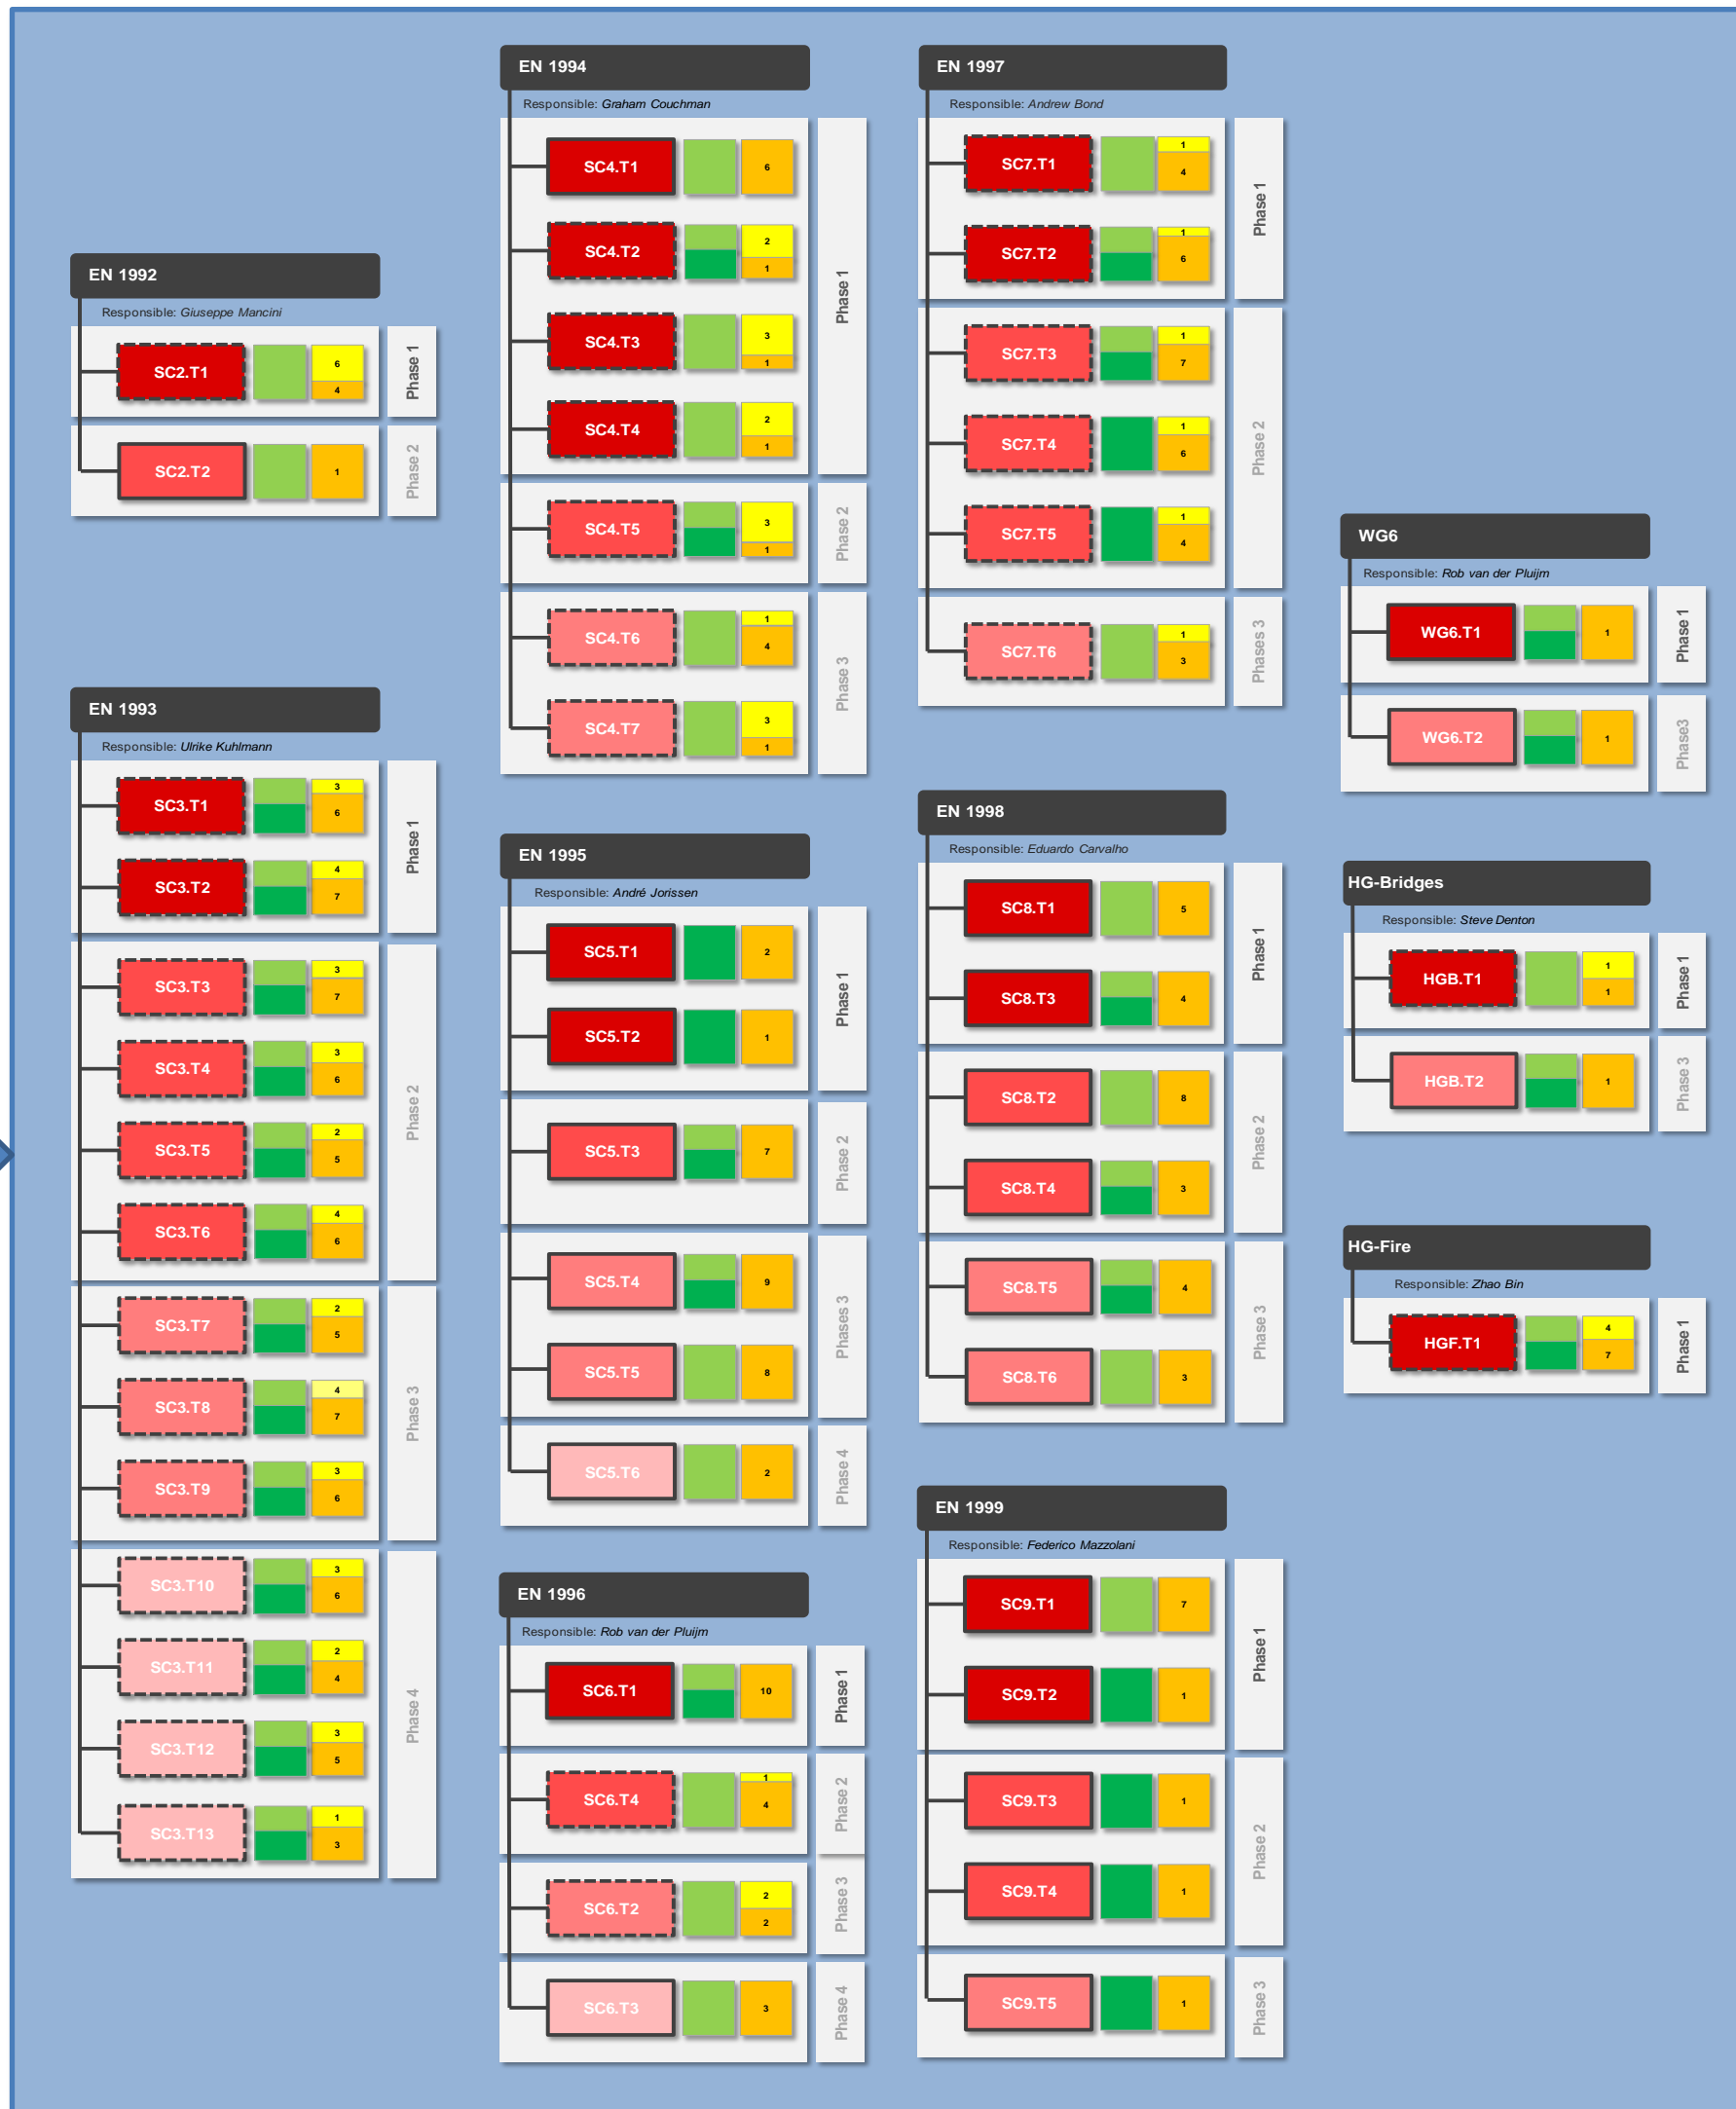 EN 1992
Responsible: Giuseppe Mancini
SC2.T1
6
4
Phase 1
SC2.T2
1
Phase 2
EN 1993
Responsible: Ulrike Kuhlmann
SC3.T1
3
6
SC3.T2
4
7
Phase 1
SC3.T3
3
7
SC3.T4
3
6
SC3.T5
2
5
SC3.T6
4
6
Phase 2
SC3.T7
2
5
SC3.T8
4
7
SC3.T9
3
6
Phase 3
SC3.T10
3
6
SC3.T11
2
4
SC3.T12
3
5
SC3.T13
1
3
Phase 4
EN 1994
Responsible: Graham Couchman
SC4.T1
6
SC4.T2
2
1
SC4.T3
3
1
SC4.T4
2
1
Phase 1
SC4.T5
3
1
Phase 2
SC4.T6
1
4
SC4.T7
3
1
Phase 3
EN 1995
Responsible: André Jorissen
SC5.T1
2
SC5.T2
1
Phase 1
SC5.T3
7
Phase 2
SC5.T4
9
SC5.T5
8
Phases 3
SC5.T6
2
Phase 4
EN 1996
Responsible: Rob van der Pluijm
SC6.T1
10
Phase 1
SC6.T4
1
4
Phase 2
SC6.T2
2
2
Phase 3
SC6.T3
3
Phase 4
EN 1997
Responsible: Andrew Bond
SC7.T1
1
4
SC7.T2
1
6
Phase 1
SC7.T3
1
7
SC7.T4
1
6
SC7.T5
1
4
Phase 2
SC7.T6
1
3
Phases 3
EN 1998
Responsible: Eduardo Carvalho
SC8.T1
5
SC8.T3
4
Phase 1
SC8.T2
8
SC8.T4
3
Phase 2
SC8.T5
4
SC8.T6
3
Phase 3
EN 1999
Responsible: Federico Mazzolani
SC9.T1
7
SC9.T2
1
Phase 1
SC9.T3
1
SC9.T4
1
Phase 2
SC9.T5
1
Phase 3
WG6
Responsible: Rob van der Pluijm
WG6.T1
1
Phase 1
WG6.T2
1
Phase3
HG-Bridges
Responsible: Steve Denton
HGB.T1
1
1
Phase 1
HGB.T2
1
Phase 3
HG-Fire
Responsible: Zhao Bin
HGF.T1
4
7
Phase 1